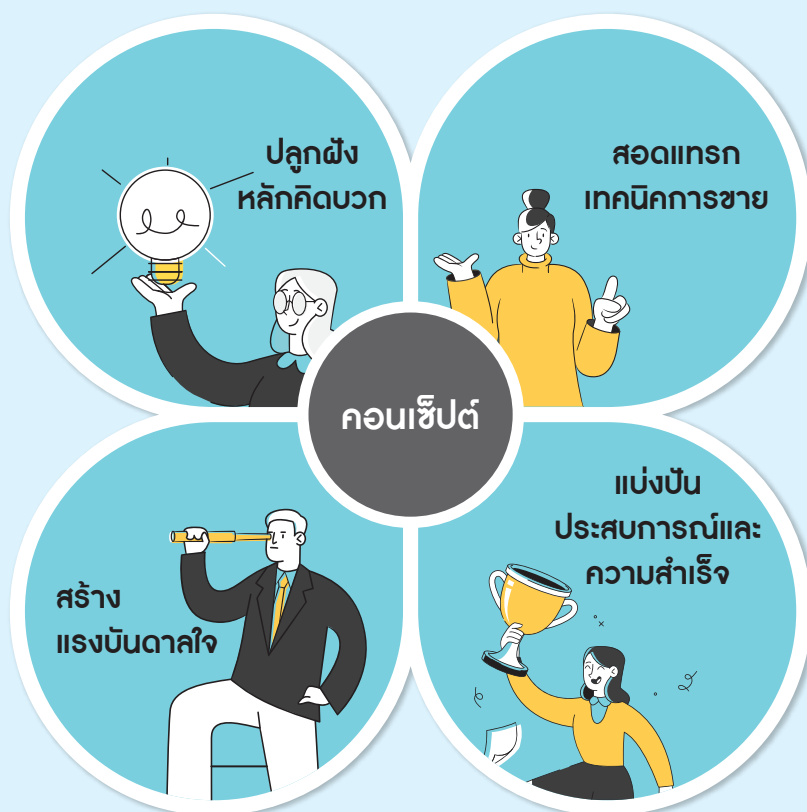 ปลูกฝัง
หลักคิดบวก
สอดแทรก
เทคนิคการขาย
คอนเซ็ปต์
สร้าง
แรงบันดาลใจ
แบ่งปัน
ประสบการณ์และ
ความสำเร็จ